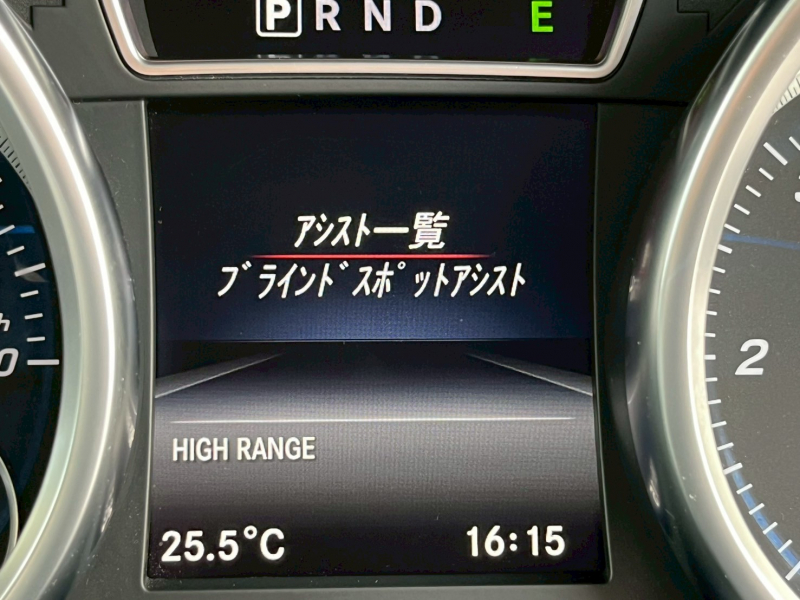 P R N D E
アシスト一覧
ブラインドスポットアシスト
HIGH RANGE
25.5°C 16:15
0
2